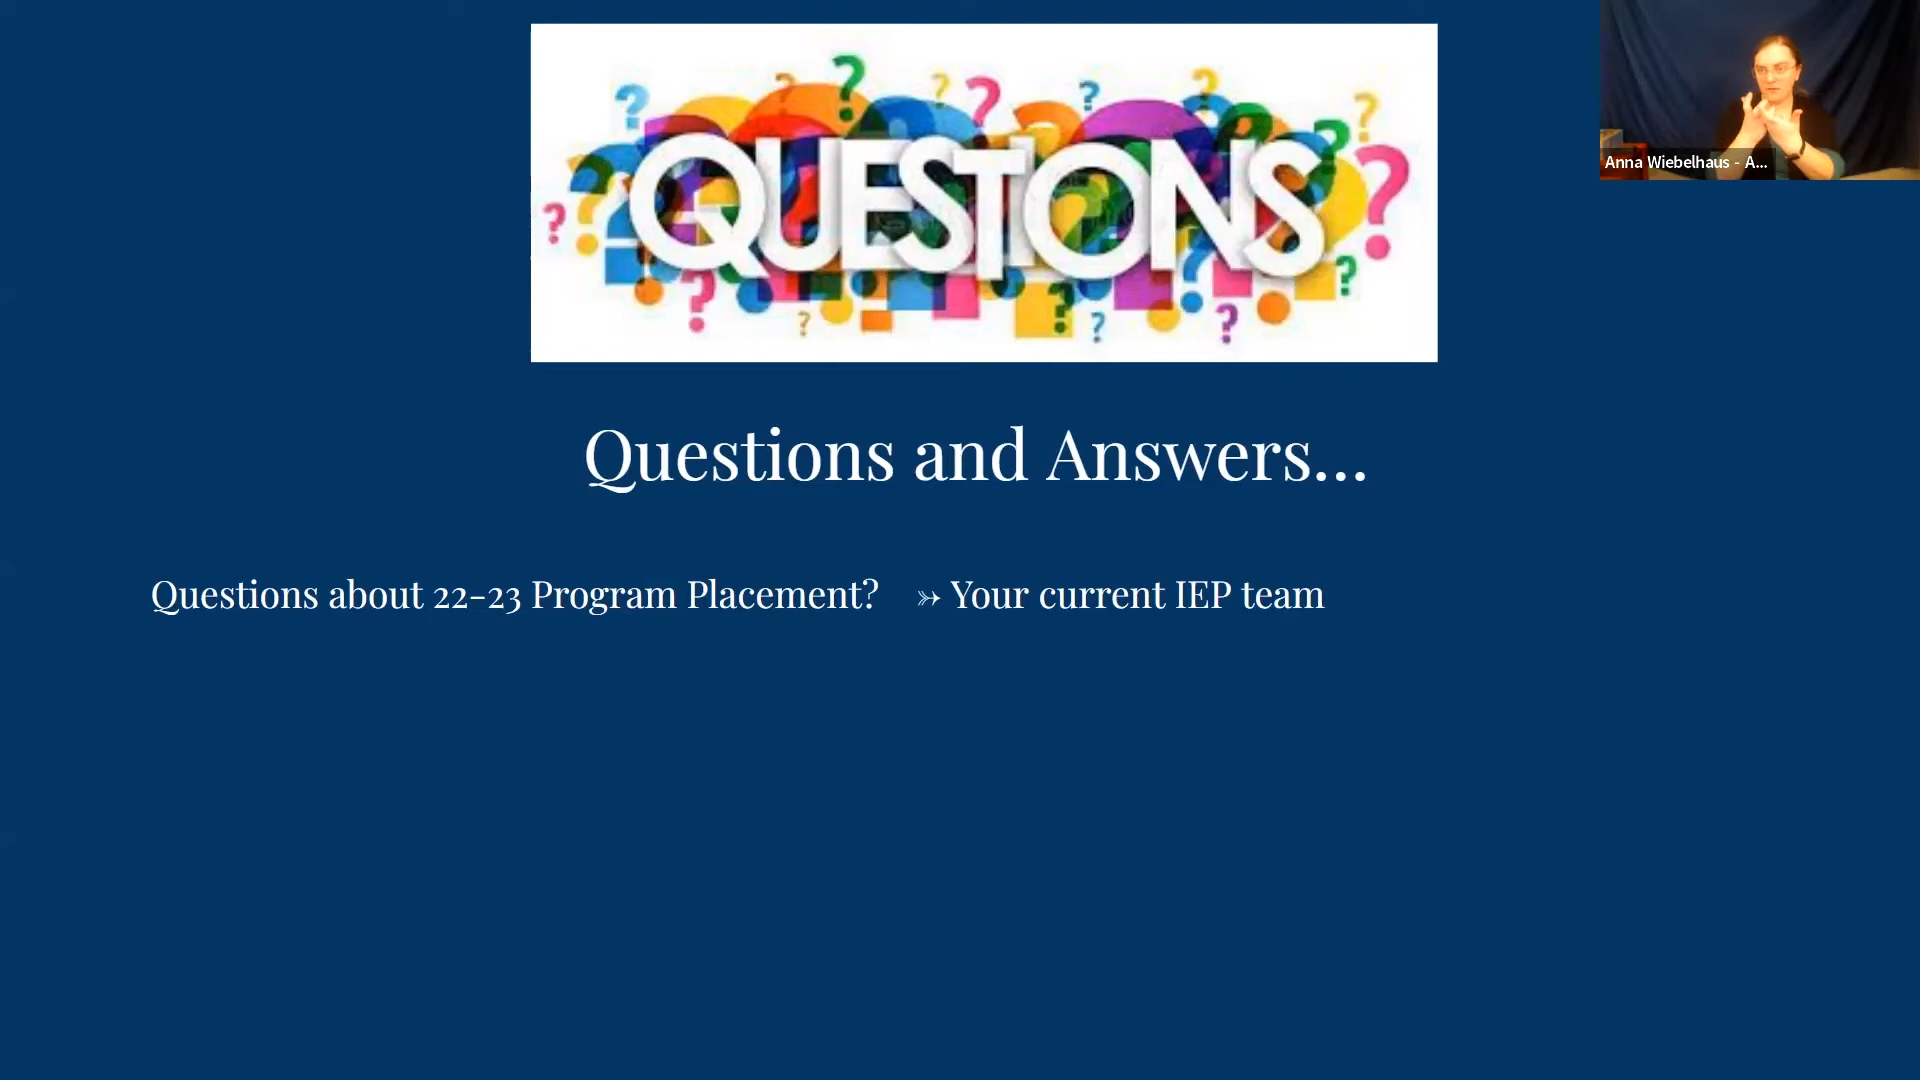 QUESTIONS
Anna Wiebelhaus - A...
Questions and Answers...
Questions about 22-23 Program Placement? ➳ Your current IEP team